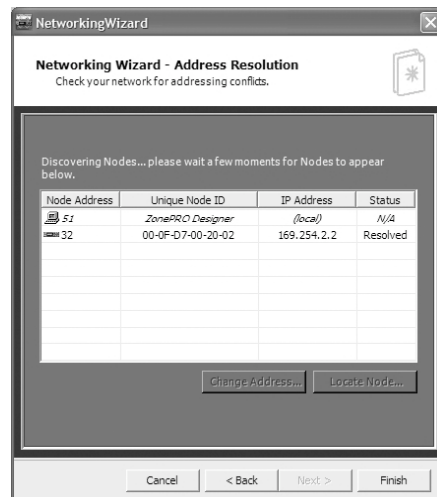 NetworkingWizard
Networking Wizard - Address Resolution
Check your network for addressing conflicts.
Discovering Nodes... please wait a few moments for Nodes to appear
below.
Node Address Unique Node ID IP Address Status
51 ZonePRO Designer (local) N/A
32 00-0F-D7-00-20-02 169.254.2.2 Resolved
Change Address... Locate Node...
Cancel < Back Next > Finish